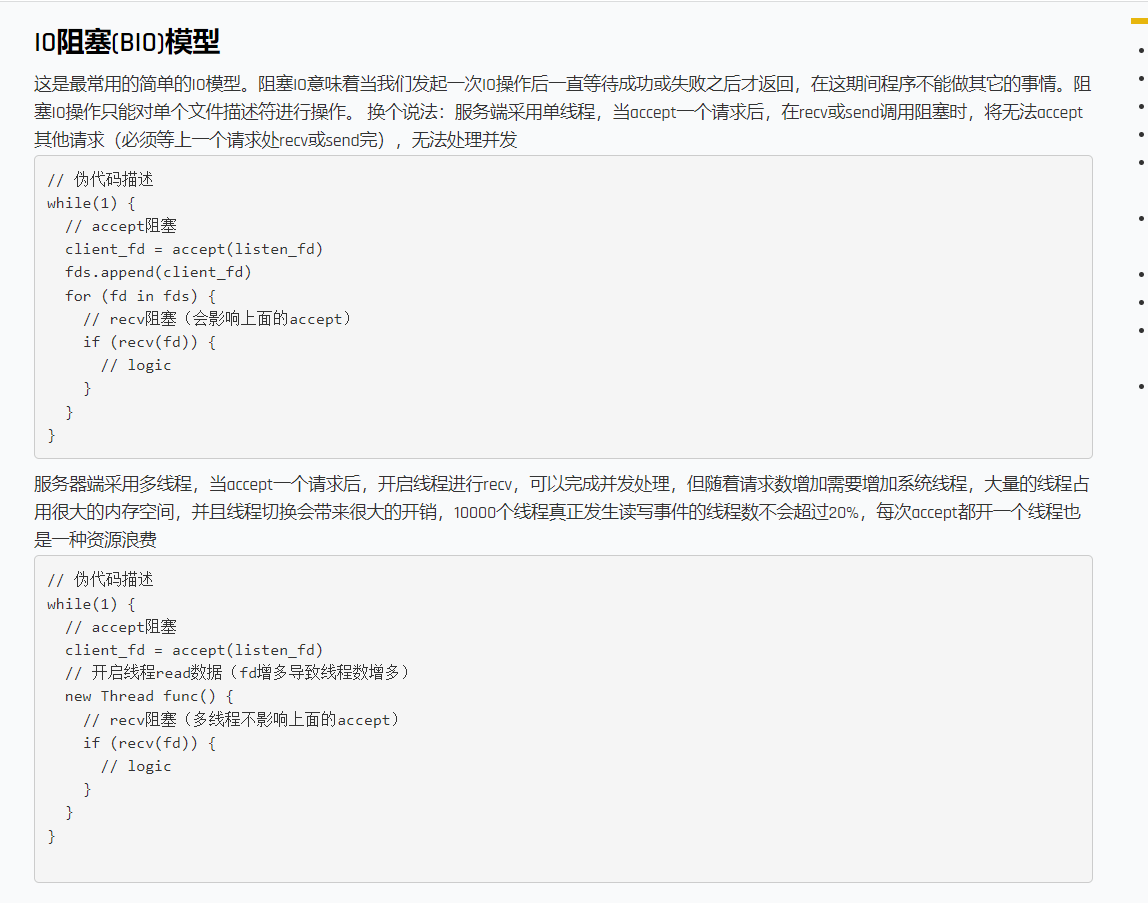 IO阻塞(BIO)模型
这是最常用的简单的IO模型。阻塞IO意味着当我们发起一次IO操作后一直等待成功或失败之后才返回，在这期间程序不能做其它的事情。阻
塞IO操作只能对单个文件描述符进行操作。 换个说法：服务端采用单线程，当accept一个请求后，在recv或send调用阻塞时，将无法accept
其他请求（必须等上一个请求处recv或send完），无法处理并发
// 伪代码描述
while(1) {
  // accept阻塞
  client_fd = accept(listen_fd)
  fds.append(client_fd)
  for (fd in fds) {
    // recv阻塞（会影响上面的accept）
    if (recv(fd)) {
      // logic
    }
  }
}
服务器端采用多线程，当accept一个请求后，开启线程进行recv，可以完成并发处理，但随着请求数增加需要增加系统线程，大量的线程占
用很大的内存空间，并且线程切换会带来很大的开销，10000个线程真正发生读写事件的线程数不会超过20%，每次accept都开一个线程也
是一种资源浪费
// 伪代码描述
while(1) {
  // accept阻塞
  client_fd = accept(listen_fd)
  // 开启线程read数据（fd增多导致线程数增多）
  new Thread func() {
    // recv阻塞（多线程不影响上面的accept）
    if (recv(fd)) {
      // logic
    }
  }
}